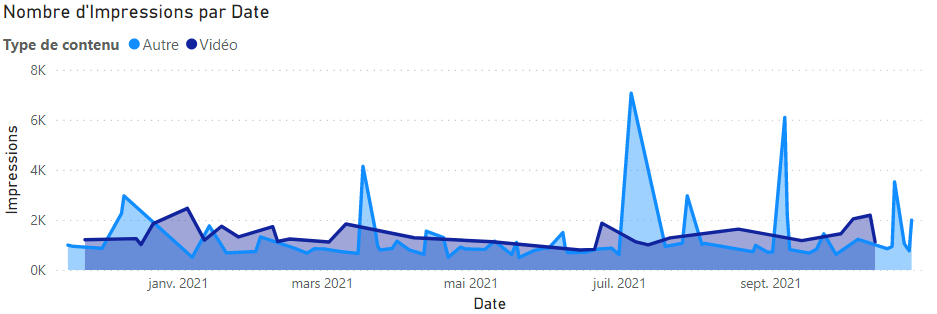 Nombre d'Impressions par Date
Type de contenu Autre Vidéo
8K
6K
4K
2K
0K
Impressions
janv. 2021 mars 2021 mai 2021 juil. 2021 sept. 2021
Date